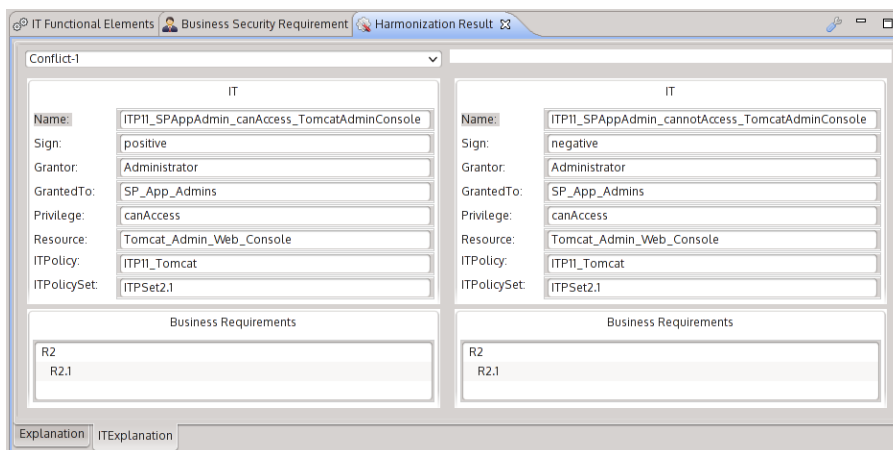 IT Functional Elements Business Security Requirement Harmonization Result
Conflict-1
IT
Name: ITP11_SPAppAdmin_canAccess_TomcatAdminConsole
Sign: positive
Grantor: Administrator
GrantedTo: SP_App_Admins
Privilege: canAccess
Resource: Tomcat_Admin_Web_Console
ITPolicy: ITP11_Tomcat
ITPolicySet: ITPSet2.1
Business Requirements
R2
R2.1
IT
Name: ITP11_SPAppAdmin_cannotAccess_TomcatAdminConsole
Sign: negative
Grantor: Administrator
GrantedTo: SP_App_Admins
Privilege: canAccess
Resource: Tomcat_Admin_Web_Console
ITPolicy: ITP11_Tomcat
ITPolicySet: ITPSet2.1
Business Requirements
R2
R2.1
Explanation ITExplanation